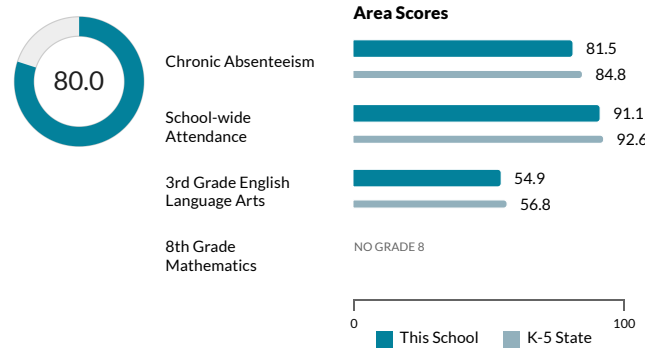 Area Scores
80.0
Chronic Absenteeism
81.5
84.8
School-wide
Attendance
91.1
92.6
3rd Grade English
Language Arts
54.9
56.8
8th Grade
Mathematics
NO GRADE 8
0
100
This School
K-5 State